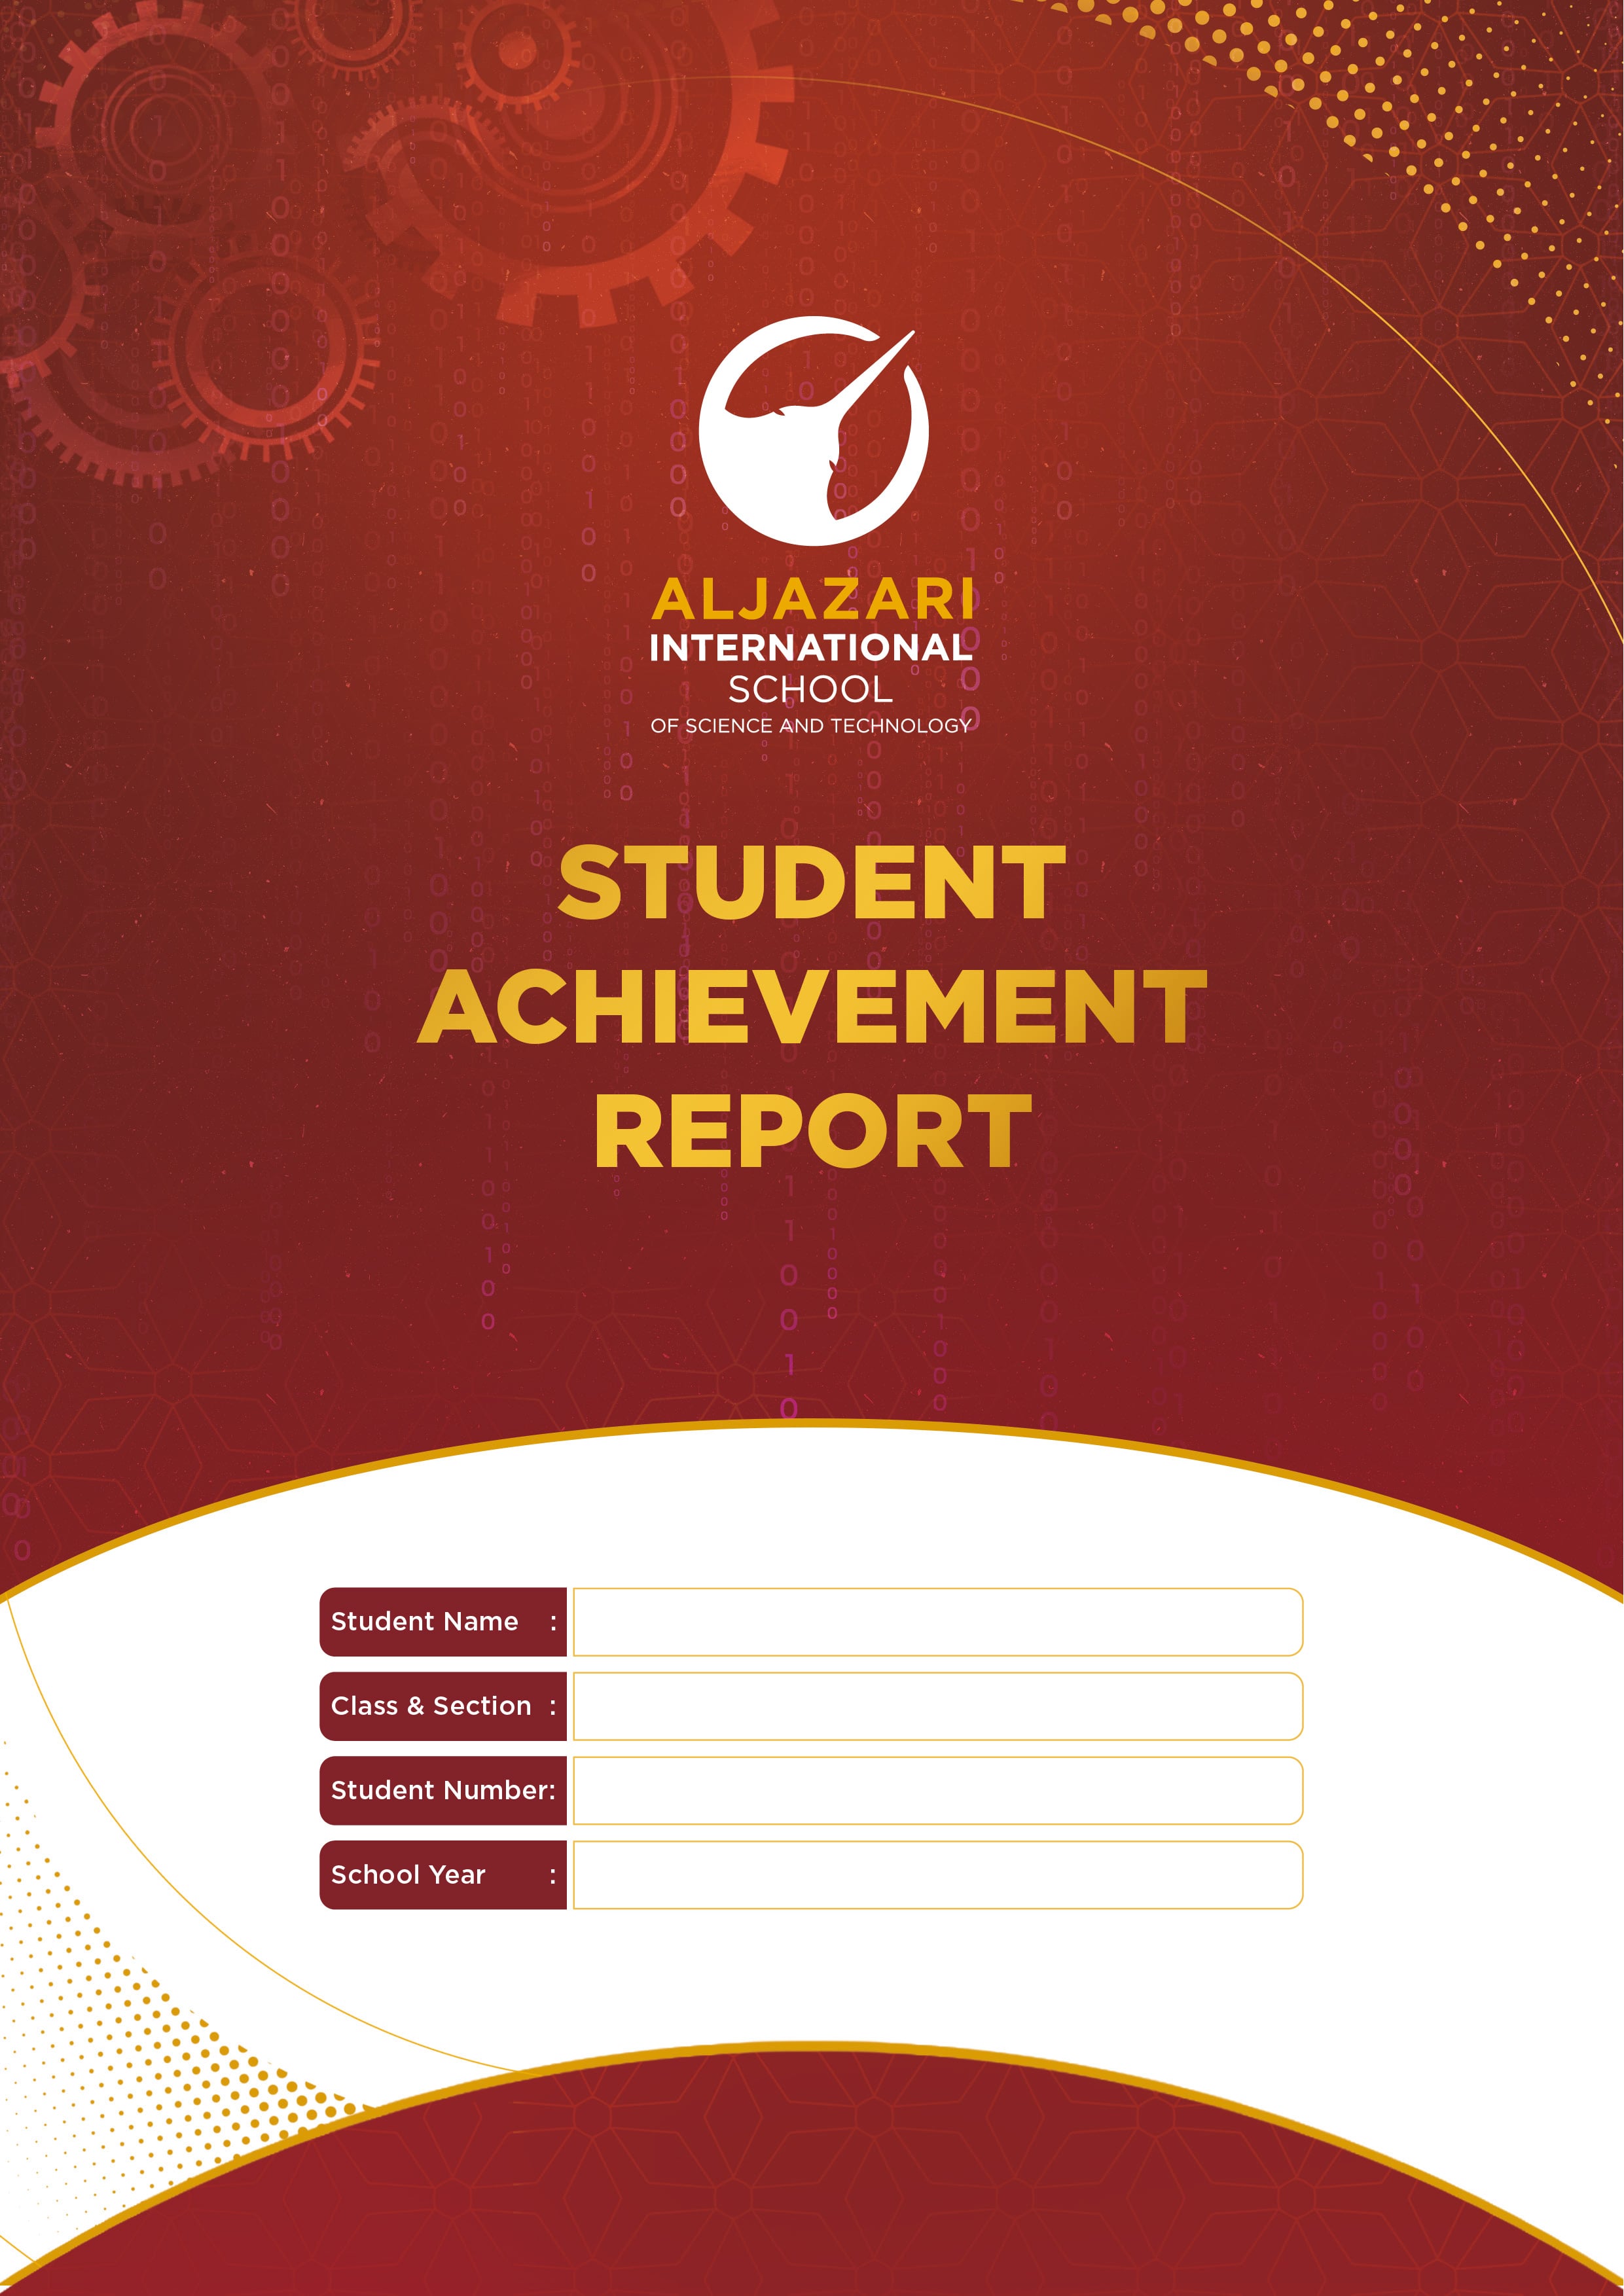 ALJAZARI
INTERNATIONAL
SCHOOL
OF SCIENCE AND TECHNOLOGY
STUDENT
ACHIEVEMENT
REPORT
Student Name :
Class & Section :
Student Number:
School Year :